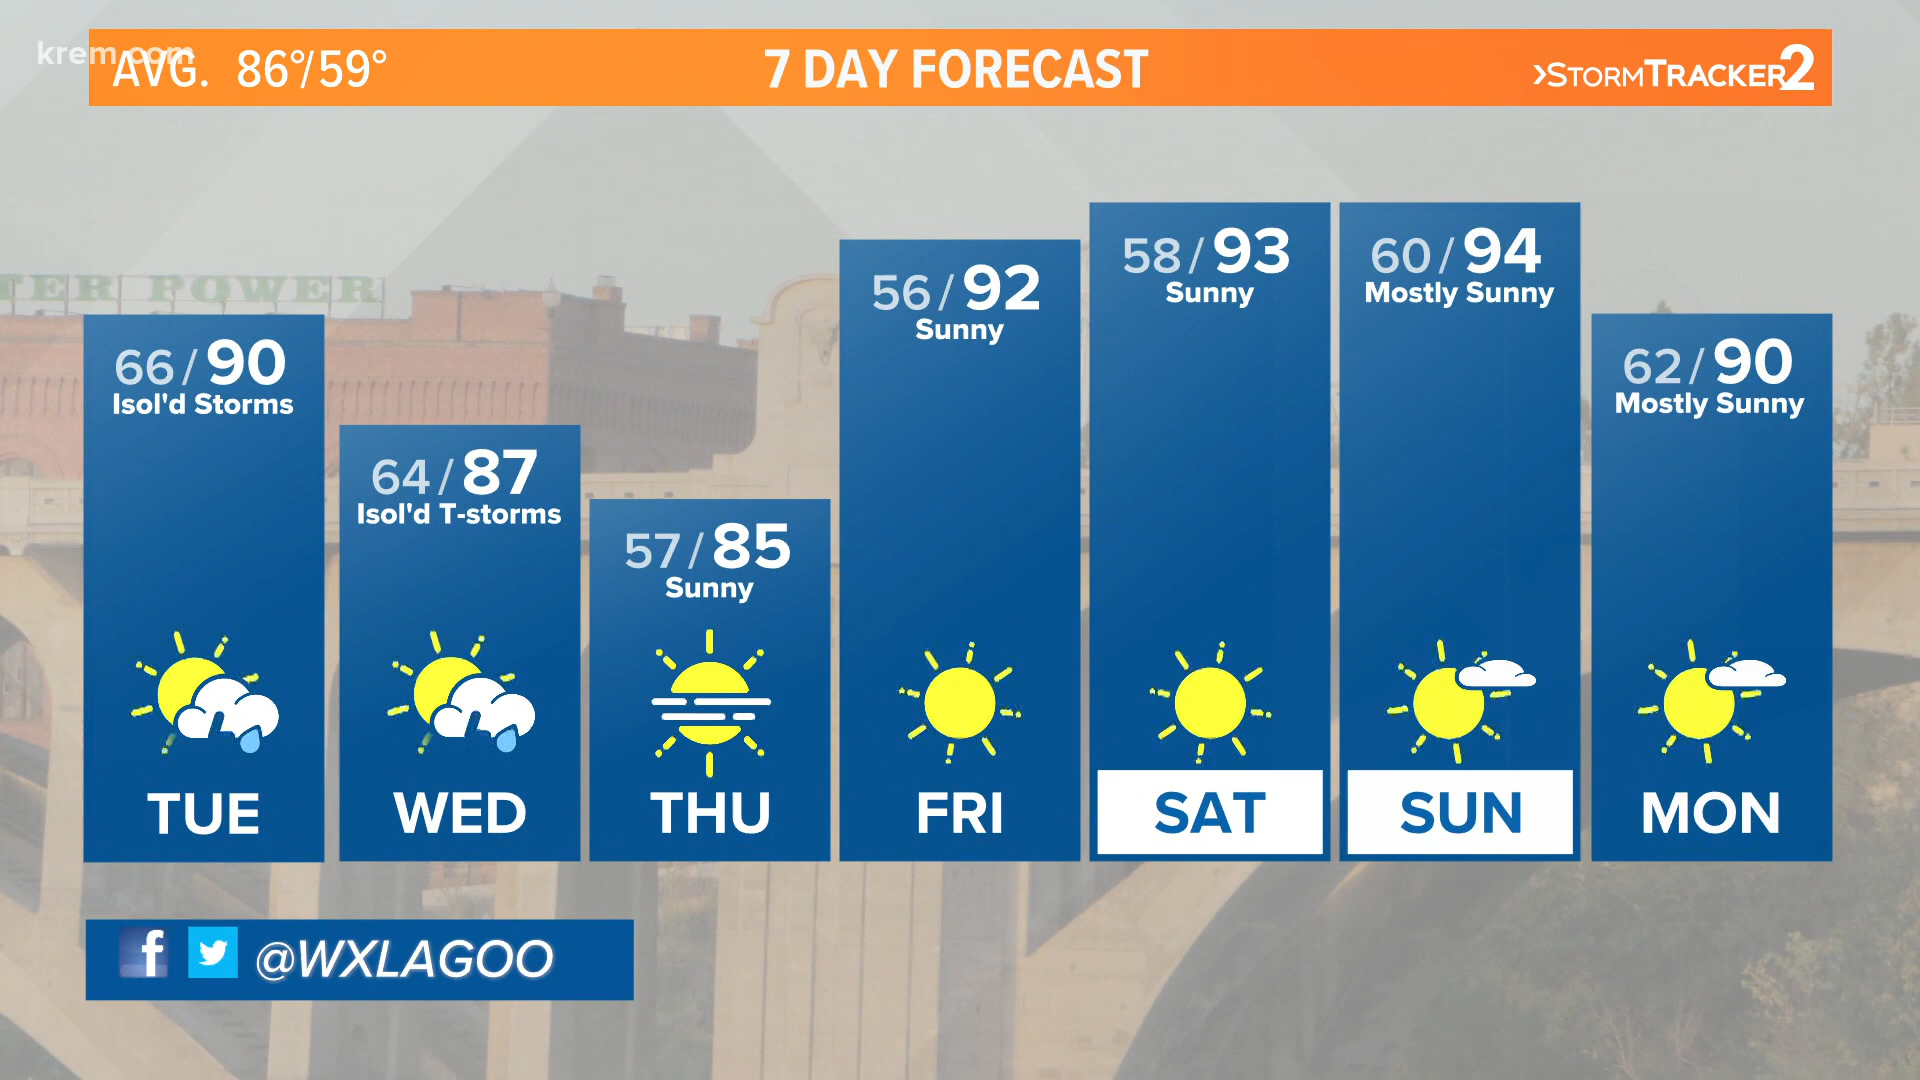 krem.com
AVG. 86°/59°
7 DAY FORECAST
STORMTRACKER2
TER POWER
66/90
Isol'd Storms
TUE
64/87
Isol'd T-storms
WED
57/85
Sunny
THU
56/92
Sunny
FRI
58/93
Sunny
SAT
60/94
Mostly Sunny
SUN
62/90
Mostly Sunny
MON
f @WXLAGOO